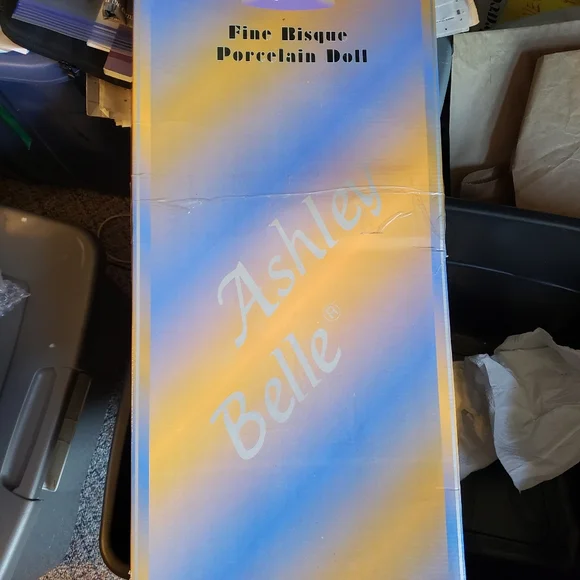 Fine Bisque
Porcelain Doll
Ashley
Belle®